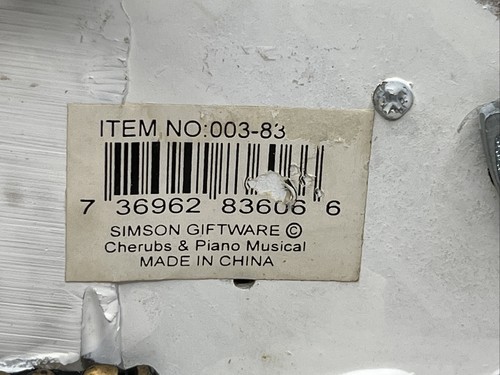 ITEM NO:003-83
7 36962 83606 6
SIMSON GIFTWARE ©
Cherubs & Piano Musical
MADE IN CHINA